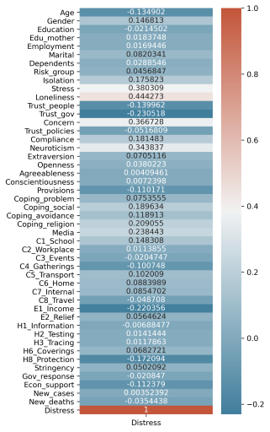 Age -0.134902
Gender 0.146813
Education -0.0214502
Edu_mother 0.0183748
Employment 0.0169446
Marital 0.0820341
Dependents 0.0288546
Risk_group 0.0456847
Isolation 0.175823
Stress 0.380309
Loneliness 0.444273
Trust_people -0.139962
Trust_gov -0.230518
Concern 0.366728
Trust_policies -0.0516809
Compliance 0.181483
Neuroticism 0.343837
Extraversion 0.0705116
Openness 0.0380223
Agreeableness 0.00409461
Conscientiousness 0.0072398
Provisions -0.110171
Coping_problem 0.0753555
Coping_social 0.189634
Coping_avoidance 0.118913
Coping_religion 0.209055
Media 0.238443
C1_School 0.148308
C2_Workplace 0.0113855
C3_Events -0.0204747
C4_Gatherings -0.100748
C5_Transport 0.102009
C6_Home 0.0883989
C7_Internal 0.0854702
C8_Travel -0.048708
E1_Income -0.220356
E2_Relief 0.0564624
H1_Information -0.00688477
H2_Testing 0.0141444
H3_Tracing 0.0117863
H6_Coverings 0.0682721
H8_Protection -0.172094
Stringency 0.0502092
Gov_response -0.020847
Econ_support -0.112379
New_cases 0.00352392
New_deaths -0.0354438
Distress 1
Distress
1.0
0.8
0.6
0.4
0.2
0.0
−0.2